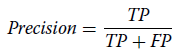 Precision = TP / (TP + FP)